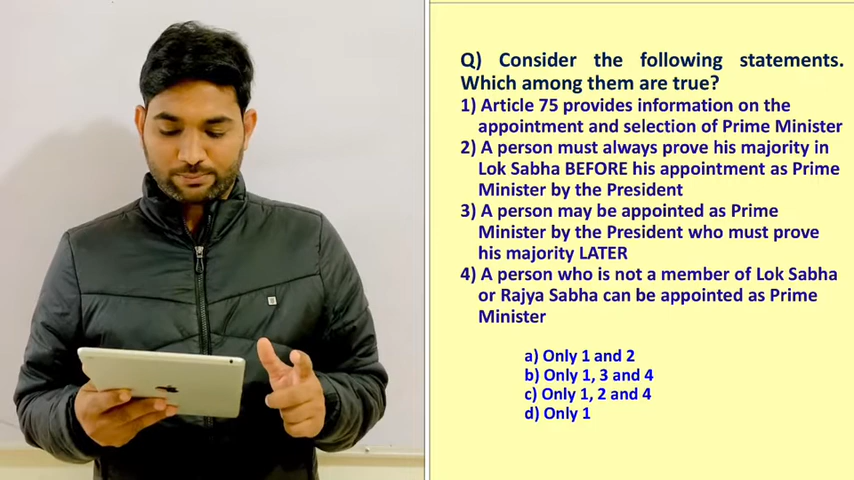 Q) Consider the following statements.
Which among them are true?
1) Article 75 provides information on the
appointment and selection of Prime Minister
2) A person must always prove his majority in
Lok Sabha BEFORE his appointment as Prime
Minister by the President
3) A person may be appointed as Prime
Minister by the President who must prove
his majority LATER
4) A person who is not a member of Lok Sabha
or Rajya Sabha can be appointed as Prime
Minister
a) Only 1 and 2
b) Only 1, 3 and 4
c) Only 1, 2 and 4
d) Only 1